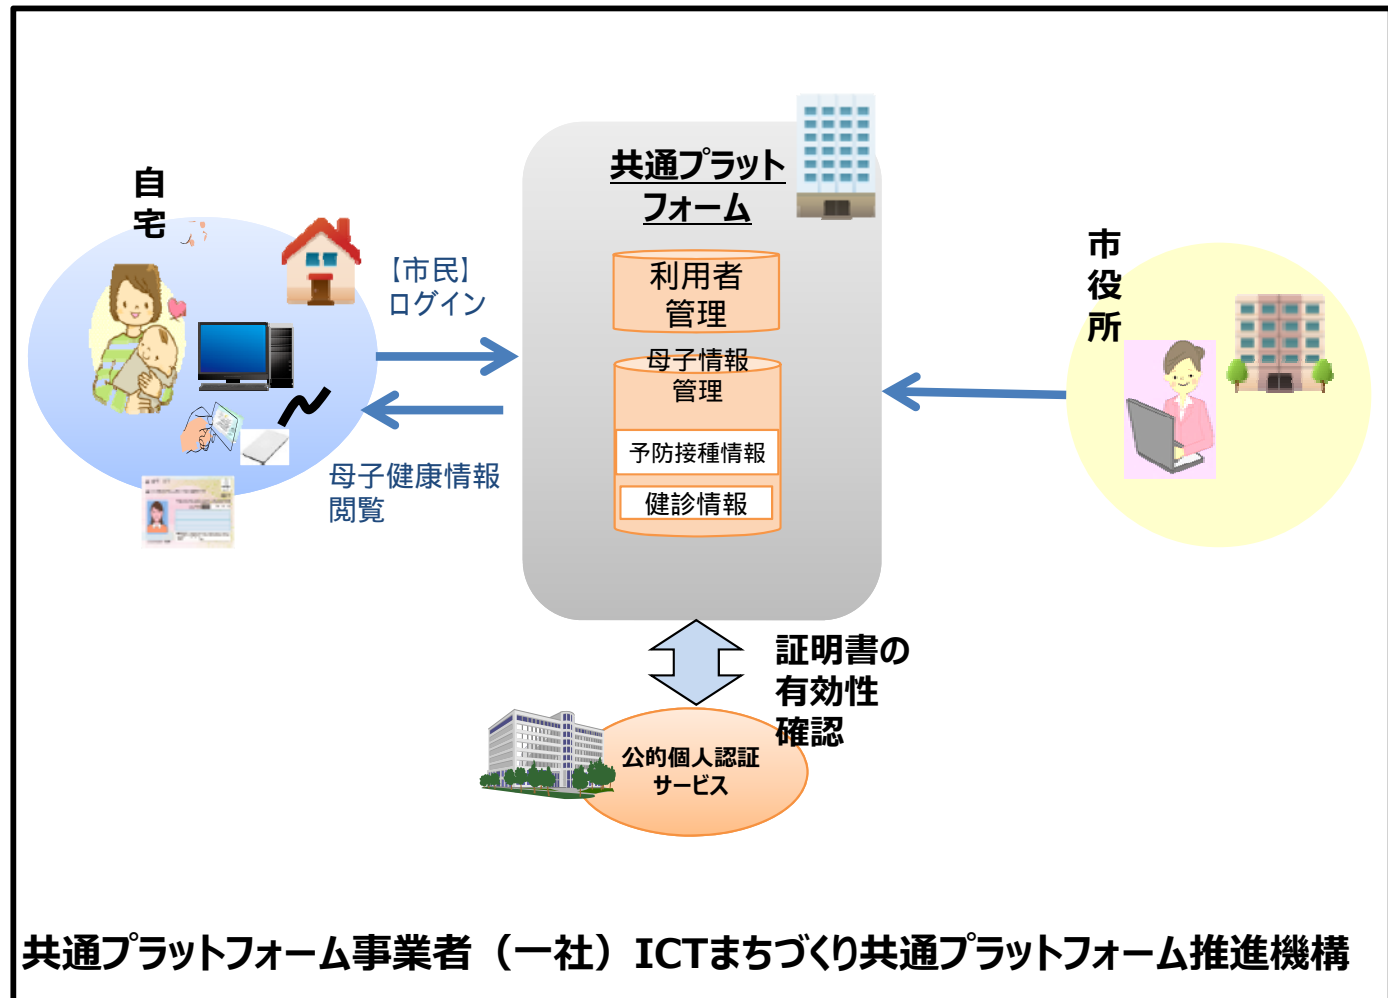 共通プラット
フォーム
自
宅
【市民】
ログイン
利用者
管理
母子情報
管理
予防接種情報
健診情報
母子健康情報
閲覧
市
役
所
証明書の
有効性
確認
公的個人認証
サービス
共通プラットフォーム事業者（一社）ICTまちづくり共通プラットフォーム推進機構